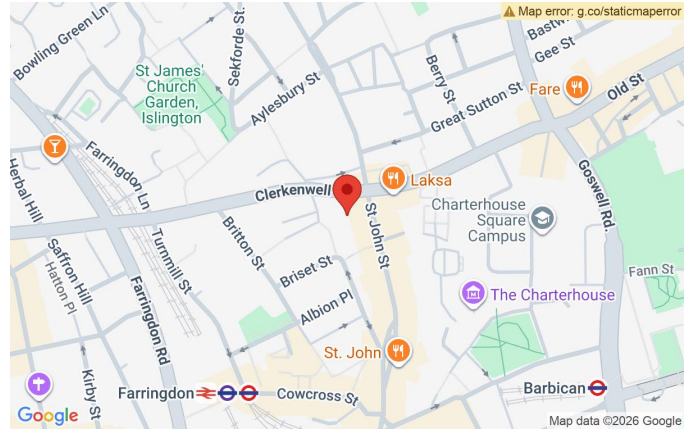 Map error: g.co/staticmaperror
Bowling Green Ln
Sekforde St
Bastw
Gee St
St James'
Church
Garden,
Islington
Aylesbury St
Berry St
Great Sutton St
Fare
Old St
Farringdon Ln
Clerkenwell
Laksa
Goswell Rd.
Herbal Hill
Saffron Hill
Hatton Pl
Turnmill St
Britton St
St John St
Charterhouse
Square
Campus
Briset St
Fann St
Albion Pl
The Charterhouse
Farringdon Rd
Kirby St
St. John
Farringdon
Cowcross St
Barbican
Google
Map data ©2026 Google